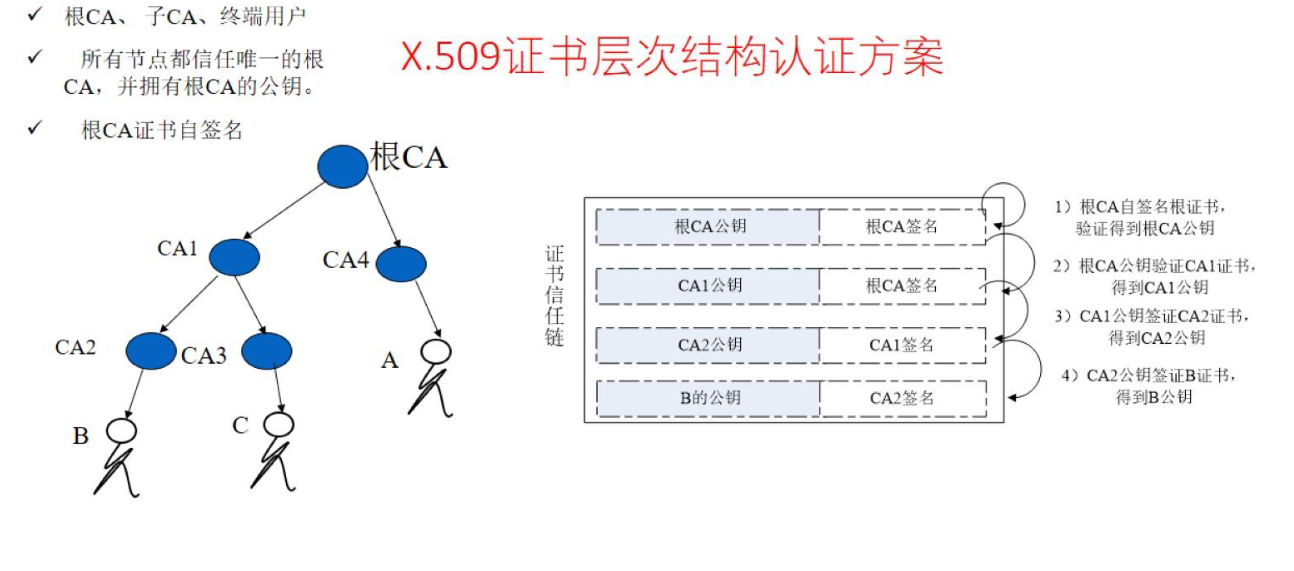 ✓ 根CA、 子CA、终端用户
✓ 所有节点都信任唯一的根
CA，并拥有根CA的公钥。
✓ 根CA证书自签名
X.509证书层次结构认证方案
根CA
CA1
CA4
CA2
CA3
A
B
C
证书信任链
根CA公钥
根CA签名
CA1公钥
根CA签名
CA2公钥
CA1签名
B的公钥
CA2签名
1）根CA自签名根证书，
验证得到根CA公钥
2）根CA公钥验证CA1证书，
得到CA1公钥
3）CA1公钥签证CA2证书，
得到CA2公钥
4）CA2公钥签证B证书，
得到B公钥